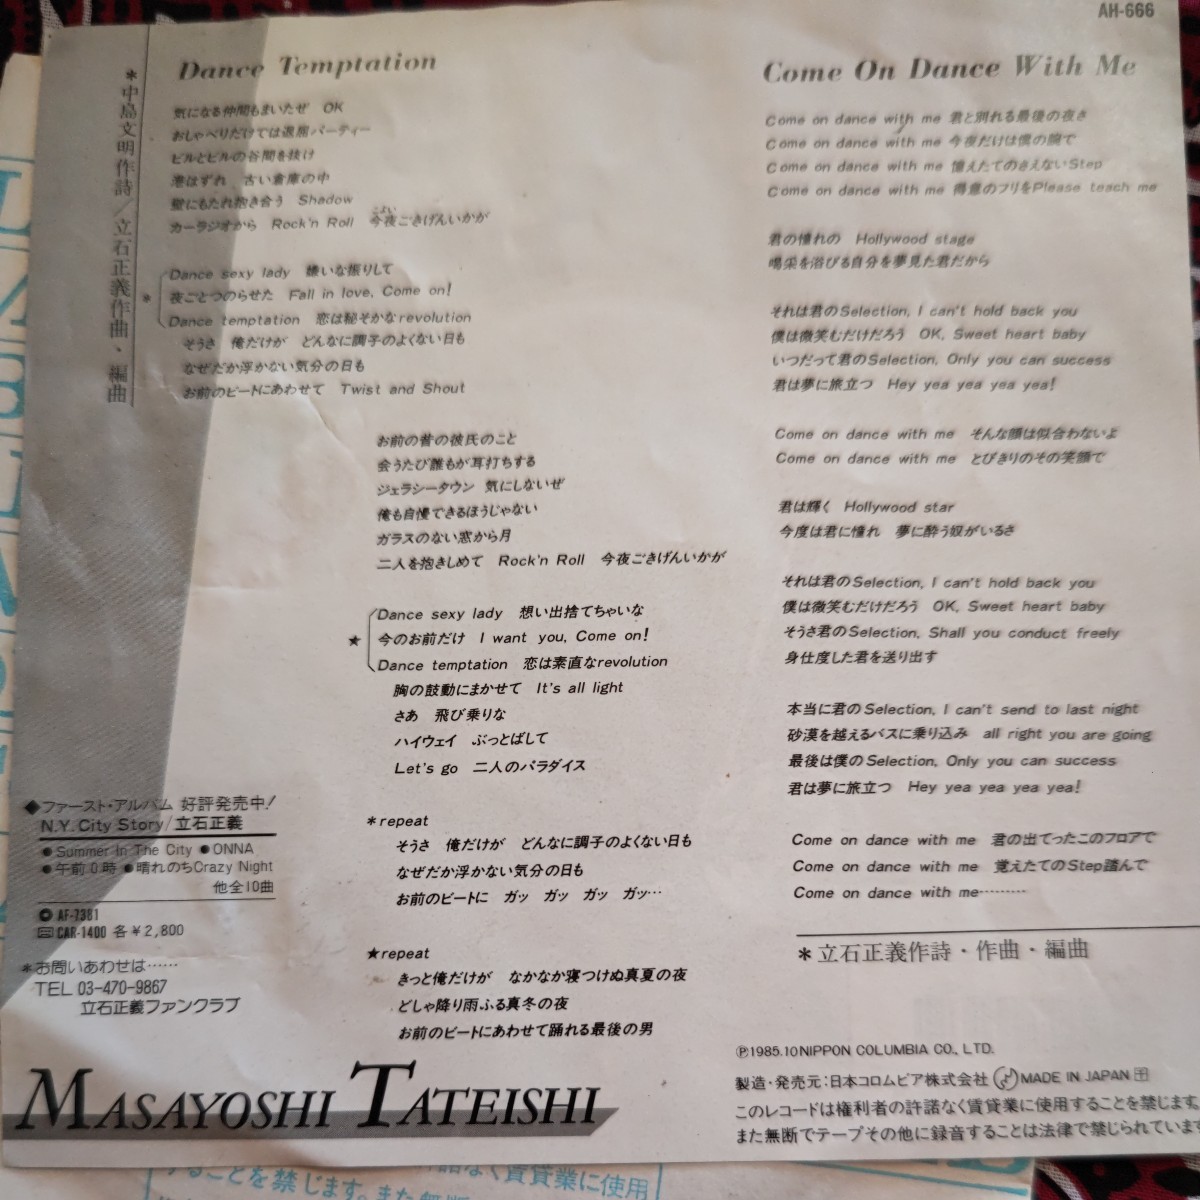 AH-666
Dance Temptation
*中島文明作詩/立石正義作曲・編曲
気になる仲間もまいたぜ OK
おしゃべりだけでは退屈パーティー
ビルとビルの谷間を抜け
港はずれ 古い倉庫の中
壁にもたれ抱き合う Shadow
カーラジオから Rock'n Roll 今夜ごきげんいかが
こよい
Dance sexy lady 嫌いな振りして
* 夜ごとつのらせた Fall in love, Come on!
Dance temptation 恋は秘そかなrevolution
そうさ 俺だけが どんなに調子のよくない日も
なぜだか浮かない気分の日も
お前のビートにあわせて Twist and Shout
お前の昔の彼氏のこと
会うたび誰もが耳打ちする
ジェラシータウン 気にしないぜ
俺も自慢できるほうじゃない
ガラスのない窓から月
二人を抱きしめて Rock'n Roll 今夜ごきげんいかが
Dance sexy lady 想い出捨てちゃいな
★ 今のお前だけ I want you, Come on!
Dance temptation 恋は素直なrevolution
胸の鼓動にまかせて It's all light
さあ 飛び乗りな
ハイウェイ ぶっとばして
Let's go 二人のパラダイス
*repeat
そうさ 俺だけが どんなに調子のよくない日も
なぜだか浮かない気分の日も
お前のビートに ガッ ガッ ガッ ガッ…
★repeat
きっと俺だけが なかなか寝つけぬ真夏の夜
どしゃ降り雨ふる真冬の夜
お前のビートにあわせて踊れる最後の男
Come On Dance With Me
Come on dance with me 君と別れる最後の夜さ
Come on dance with me 今夜だけは僕の腕で
Come on dance with me 憶えたてのさえないStep
Come on dance with me 得意のフリをPlease teach me
君の憧れの Hollywood stage
喝采を浴びる自分を夢見た君だから
それは君のSelection, I can't hold back you
僕は微笑むだけだろう OK, Sweet heart baby
いつだって君のSelection, Only you can success
君は夢に旅立つ Hey yea yea yea yea!
Come on dance with me そんな顔は似合わないよ
Come on dance with me とびきりのその笑顔で
君は輝く Hollywood star
今度は君に憧れ 夢に酔う奴がいるさ
それは君のSelection, I can't hold back you
僕は微笑むだけだろう OK, Sweet heart baby
そうさ君のSelection, Shall you conduct freely
身仕度した君を送り出す
本当に君のSelection, I can't send to last night
砂漠を越えるバスに乗り込み all right you are going
最後は僕のSelection, Only you can success
君は夢に旅立つ Hey yea yea yea yea!
Come on dance with me 君の出てったこのフロアで
Come on dance with me 覚えたてのStep踏んで
Come on dance with me………
*立石正義作詩・作曲・編曲
◆ファースト・アルバム 好評発売中!
N.Y. City Story/立石正義
●Summer In The City ●ONNA
●午前0時 ●晴れのちCrazy Night
他全10曲
AF-7381
CAR-1400 各¥2,800
*お問いあわせは……
TEL 03-470-9867
立石正義ファンクラブ
MASAYOSHI TATEISHI
Ⓟ1985.10 NIPPON COLUMBIA CO., LTD.
製造・発売元:日本コロムビア株式会社 MADE IN JAPAN
このレコードは権利者の許諾なく賃貸業に使用することを禁じます。
また無断でテープその他に録音することは法律で禁じられています